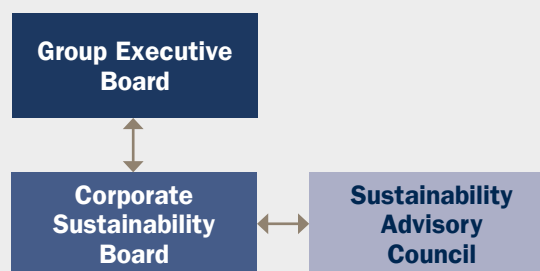 Group Executive
Board
Corporate
Sustainability
Board
Sustainability
Advisory
Council